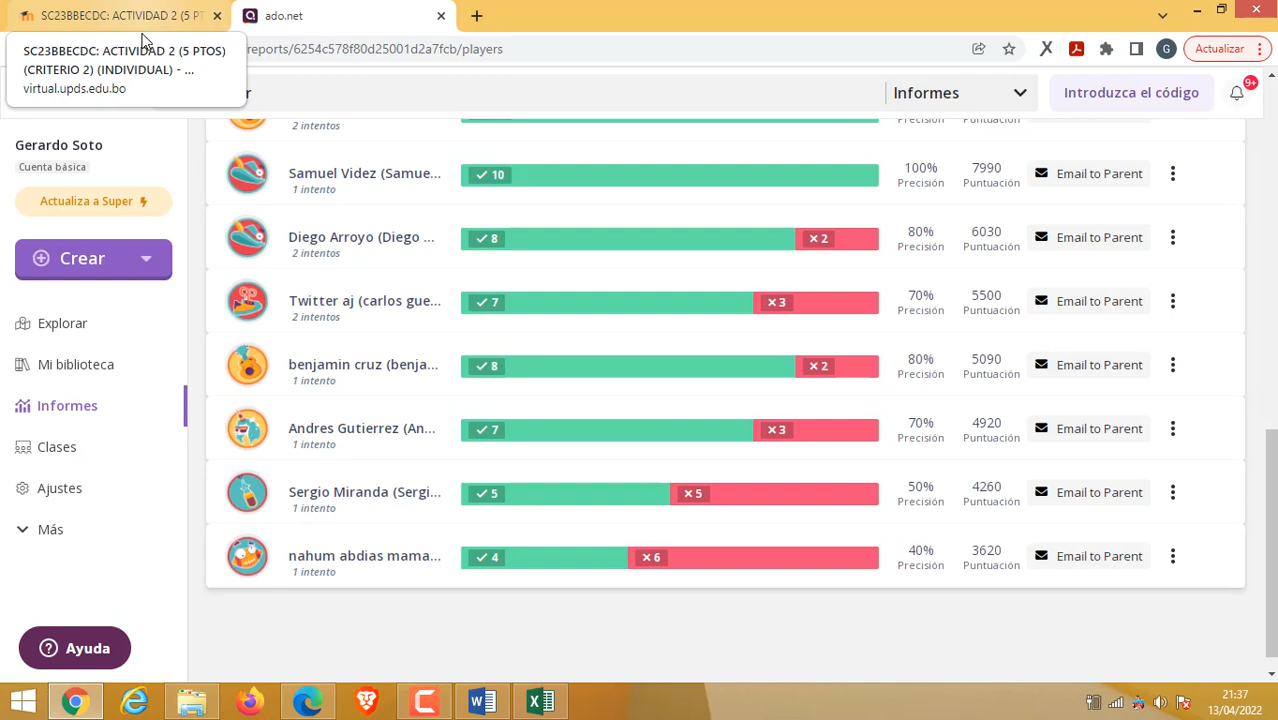 SC23BBECDC: ACTIVIDAD 2 (5 PT
ado.net
SC23BBECDC: ACTIVIDAD 2 (5 PTOS)
(CRITERIO 2) (INDIVIDUAL) - ...
virtual.upds.edu.bo
reports/6254c578f80d25001d2a7fcb/players
G
Actualizar
Informes
Introduzca el código
9+
Gerardo Soto
Cuenta básica
Actualiza a Super
Crear
Explorar
Mi biblioteca
Informes
Clases
Ajustes
Más
Ayuda
2 intentos
Precisión
Puntuación
Samuel Videz (Samue...
1 intento
10
100%
Precisión
7990
Puntuación
Email to Parent
Diego Arroyo (Diego ...
2 intentos
8
2
80%
Precisión
6030
Puntuación
Email to Parent
Twitter aj (carlos gue...
2 intentos
7
3
70%
Precisión
5500
Puntuación
Email to Parent
benjamin cruz (benja...
1 intento
8
2
80%
Precisión
5090
Puntuación
Email to Parent
Andres Gutierrez (An...
1 intento
7
3
70%
Precisión
4920
Puntuación
Email to Parent
Sergio Miranda (Sergi...
1 intento
5
5
50%
Precisión
4260
Puntuación
Email to Parent
nahum abdias mama...
1 intento
4
6
40%
Precisión
3620
Puntuación
Email to Parent
21:37
13/04/2022